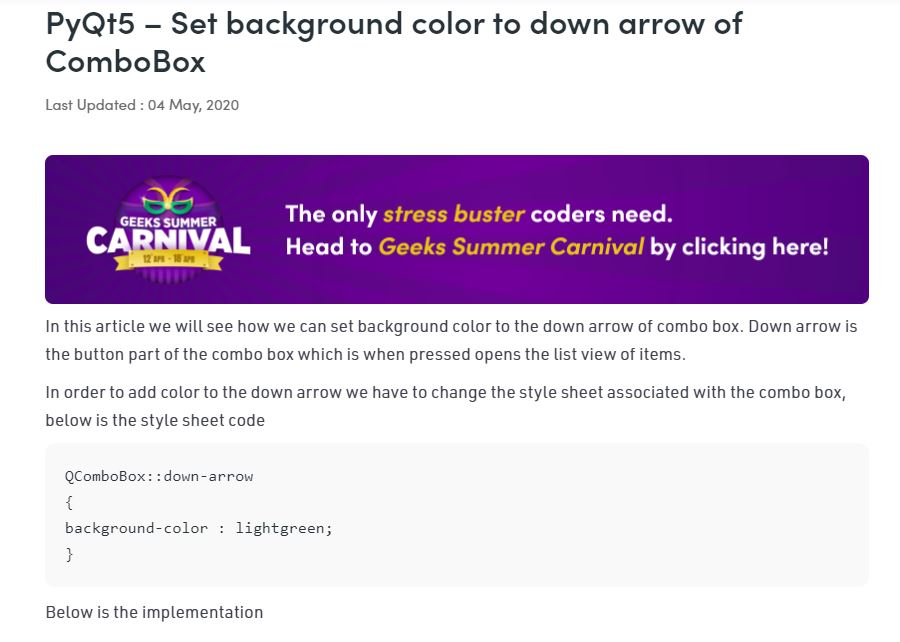 PyQt5 – Set background color to down arrow of
ComboBox
Last Updated : 04 May, 2020
GEEKS SUMMER
CARNIVAL
12 APR - 18 APR
The only stress buster coders need.
Head to Geeks Summer Carnival by clicking here!
In this article we will see how we can set background color to the down arrow of combo box. Down arrow is
the button part of the combo box which is when pressed opens the list view of items.
In order to add color to the down arrow we have to change the style sheet associated with the combo box,
below is the style sheet code
QComboBox::down-arrow
{
background-color : lightgreen;
}
Below is the implementation